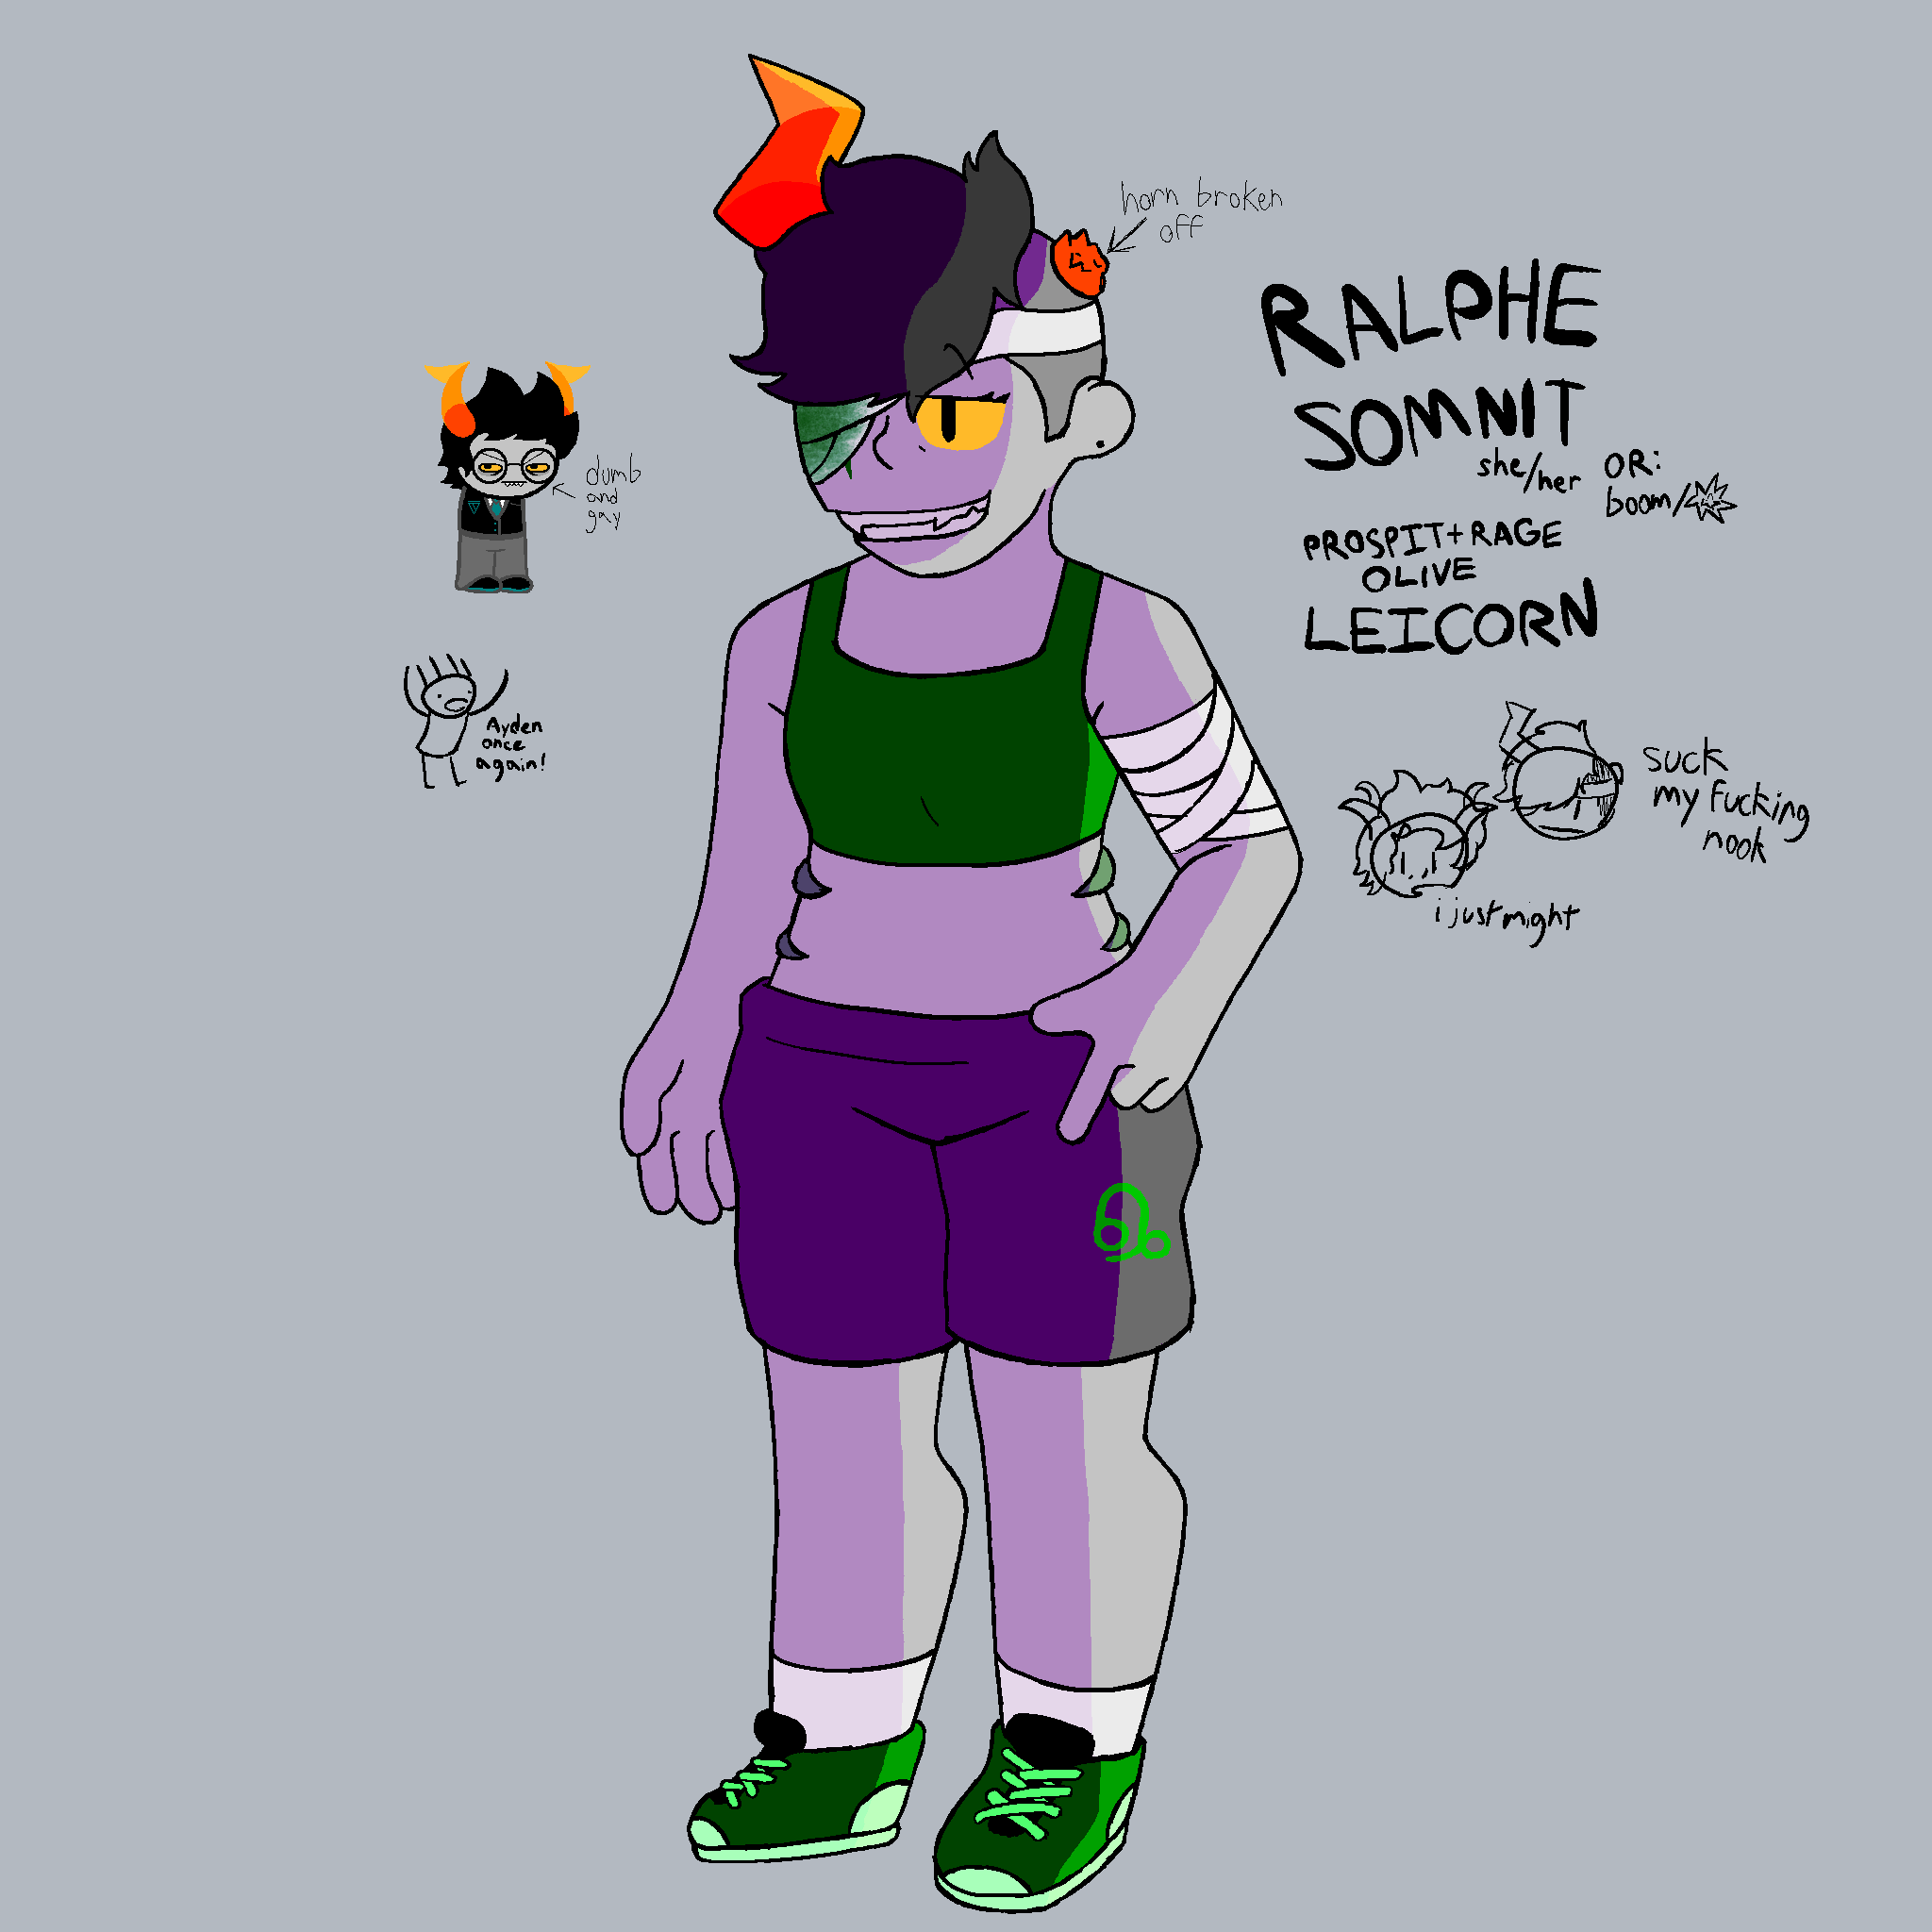 horn broken
off
RALPHE
SOMNIT
she/her OR:
boom/
PROSPIT+RAGE
OLIVE
LEICORN
dumb
and
gay
Ayden
once
again!
suck
my fucking
nook
i just might